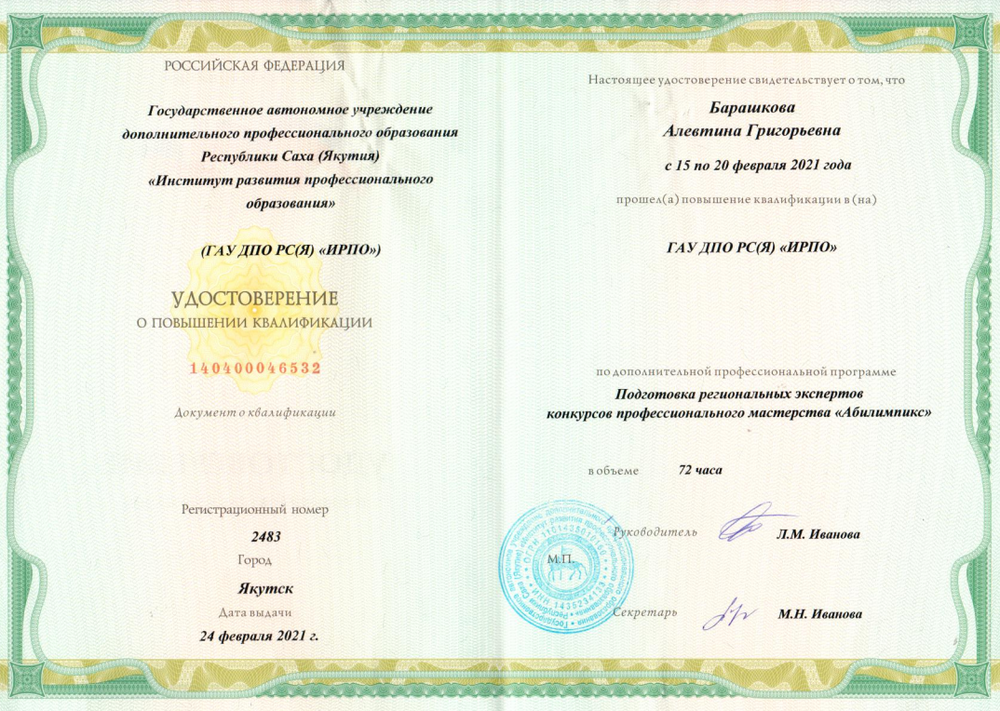 РОССИЙСКАЯ ФЕДЕРАЦИЯ
Государственное автономное учреждение
дополнительного профессионального образования
Республики Саха (Якутия)
«Институт развития профессионального
образования»
(ГАУ ДПО РС(Я) «ИРПО»)
УДОСТОВЕРЕНИЕ
О ПОВЫШЕНИИ КВАЛИФИКАЦИИ
140400046532
Документ о квалификации
Регистрационный номер
2483
Город
Якутск
Дата выдачи
24 февраля 2021 г.
Настоящее удостоверение свидетельствует о том, что
Барашкова
Алевтина Григорьевна
с 15 по 20 февраля 2021 года
прошел(а) повышение квалификации в (на)
ГАУ ДПО РС(Я) «ИРПО»
по дополнительной профессиональной программе
Подготовка региональных экспертов
конкурсов профессионального мастерства «Абилимпикс»
в объеме 72 часа
Руководитель Л.М. Иванова
М.П.
Секретарь М.Н. Иванова